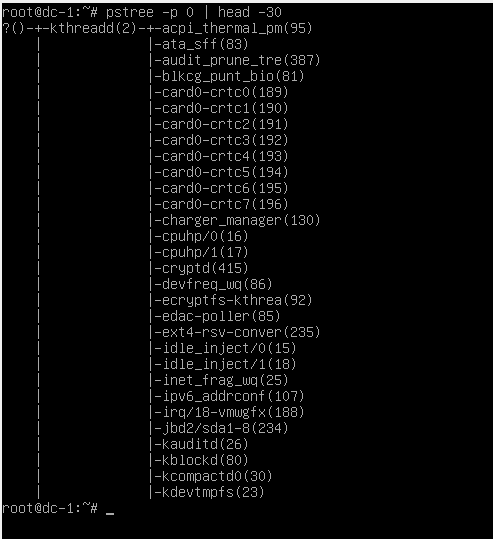 root@dc-1:~# pstree -p 0 | head -30
?()-+-kthreadd(2)-+-acpi_thermal_pm(95)
    |             |-ata_sff(83)
    |             |-audit_prune_tre(387)
    |             |-blkcg_punt_bio(81)
    |             |-card0-crtc0(189)
    |             |-card0-crtc1(190)
    |             |-card0-crtc2(191)
    |             |-card0-crtc3(192)
    |             |-card0-crtc4(193)
    |             |-card0-crtc5(194)
    |             |-card0-crtc6(195)
    |             |-card0-crtc7(196)
    |             |-charger_manager(130)
    |             |-cpuhp/0(16)
    |             |-cpuhp/1(17)
    |             |-cryptd(415)
    |             |-devfreq_wq(86)
    |             |-ecryptfs-kthrea(92)
    |             |-edac-poller(85)
    |             |-ext4-rsv-conver(235)
    |             |-idle_inject/0(15)
    |             |-idle_inject/1(18)
    |             |-inet_frag_wq(25)
    |             |-ipv6_addrconf(107)
    |             |-irq/18-vmwgfx(188)
    |             |-jbd2/sda1-8(234)
    |             |-kauditd(26)
    |             |-kblockd(80)
    |             |-kcompactd0(30)
    |             |-kdevtmpfs(23)
root@dc-1:~# _